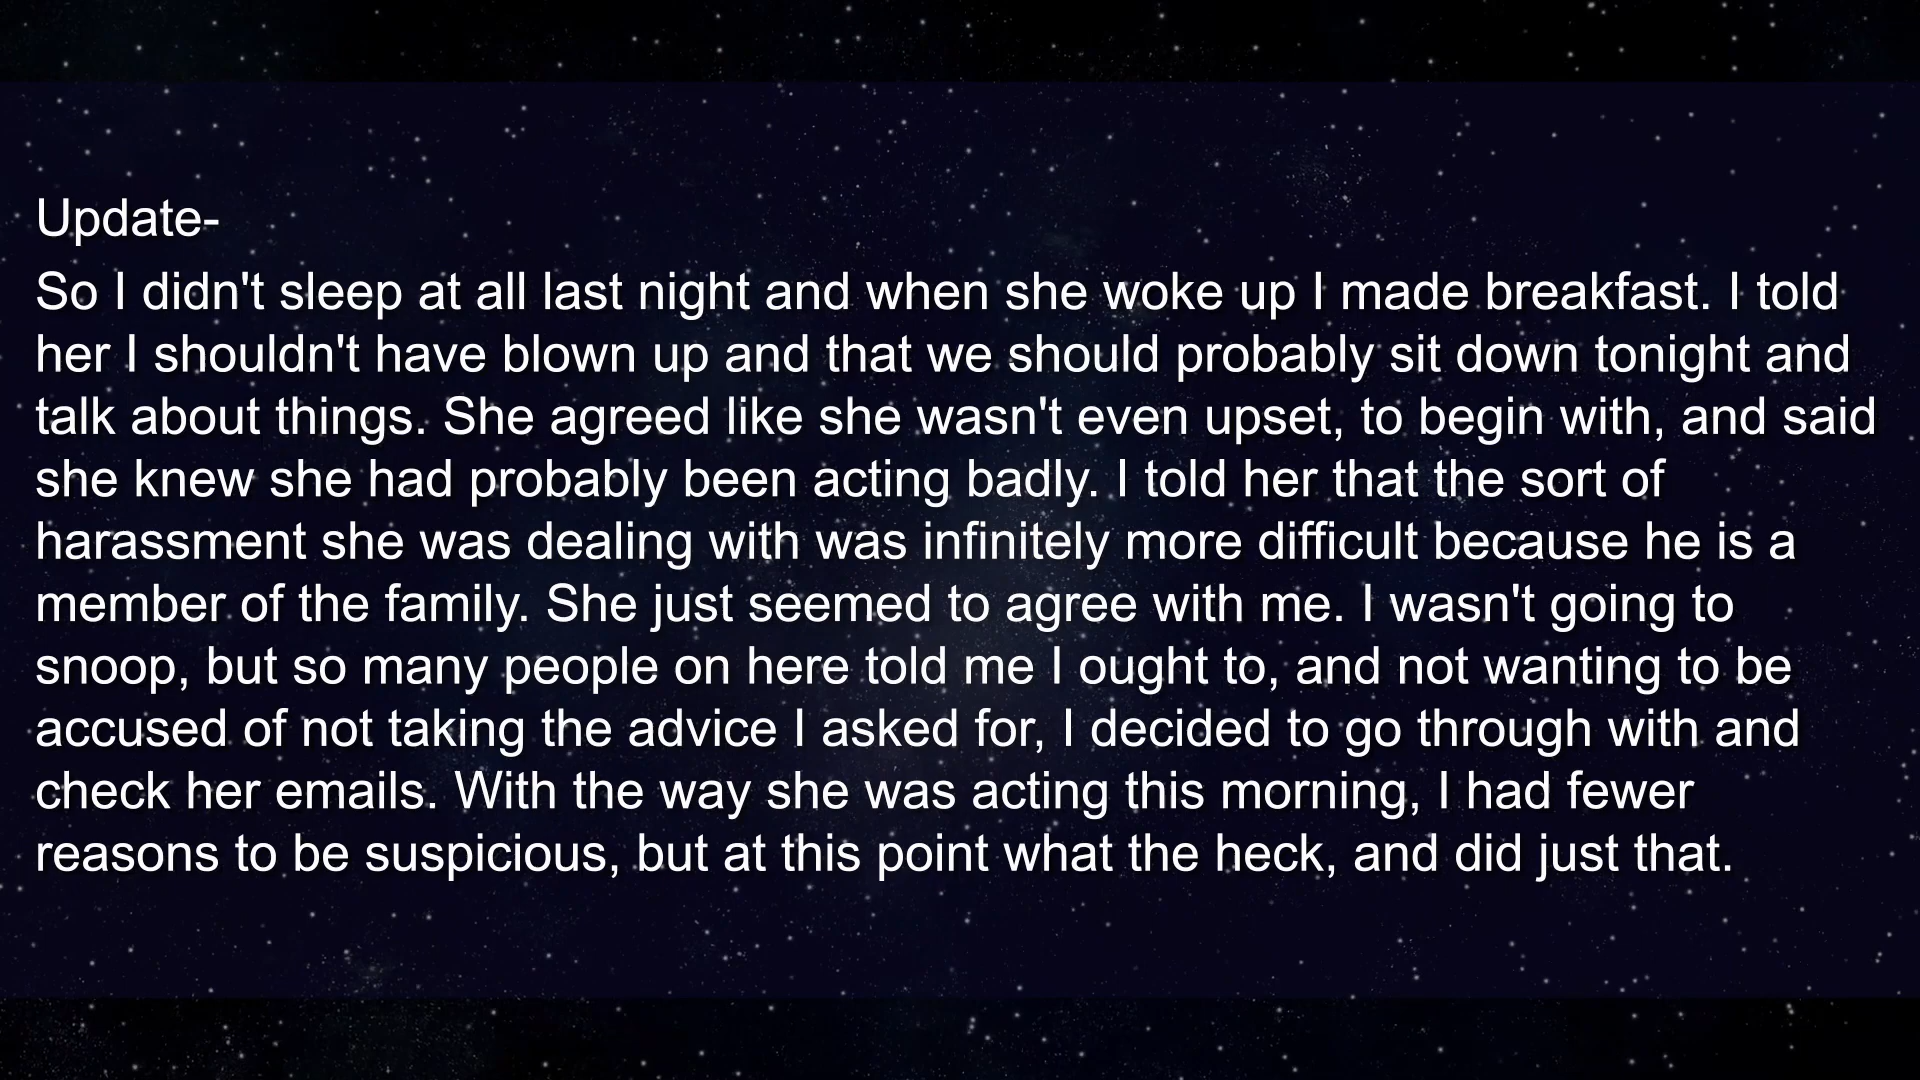 Update-
So I didn't sleep at all last night and when she woke up I made breakfast. I told
her I shouldn't have blown up and that we should probably sit down tonight and
talk about things. She agreed like she wasn't even upset, to begin with, and said
she knew she had probably been acting badly. I told her that the sort of
harassment she was dealing with was infinitely more difficult because he is a
member of the family. She just seemed to agree with me. I wasn't going to
snoop, but so many people on here told me I ought to, and not wanting to be
accused of not taking the advice I asked for, I decided to go through with and
check her emails. With the way she was acting this morning, I had fewer
reasons to be suspicious, but at this point what the heck, and did just that.